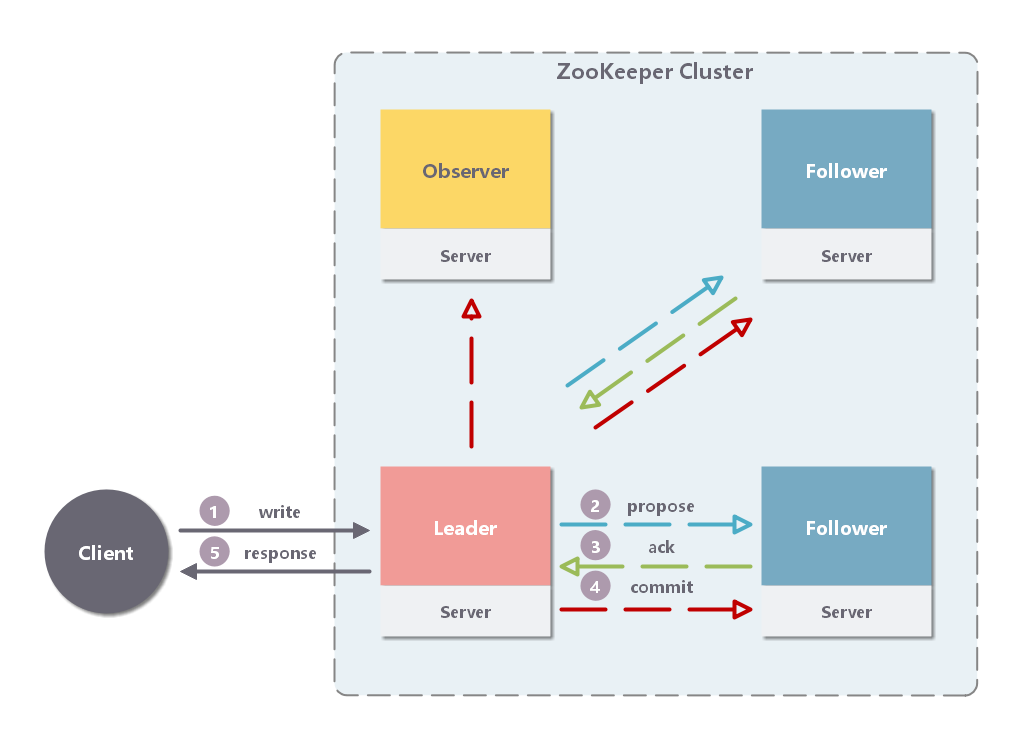 ZooKeeper Cluster
Observer
Server
Follower
Server
Client
1 write
5 response
Leader
Server
2 propose
3 ack
4 commit
Follower
Server